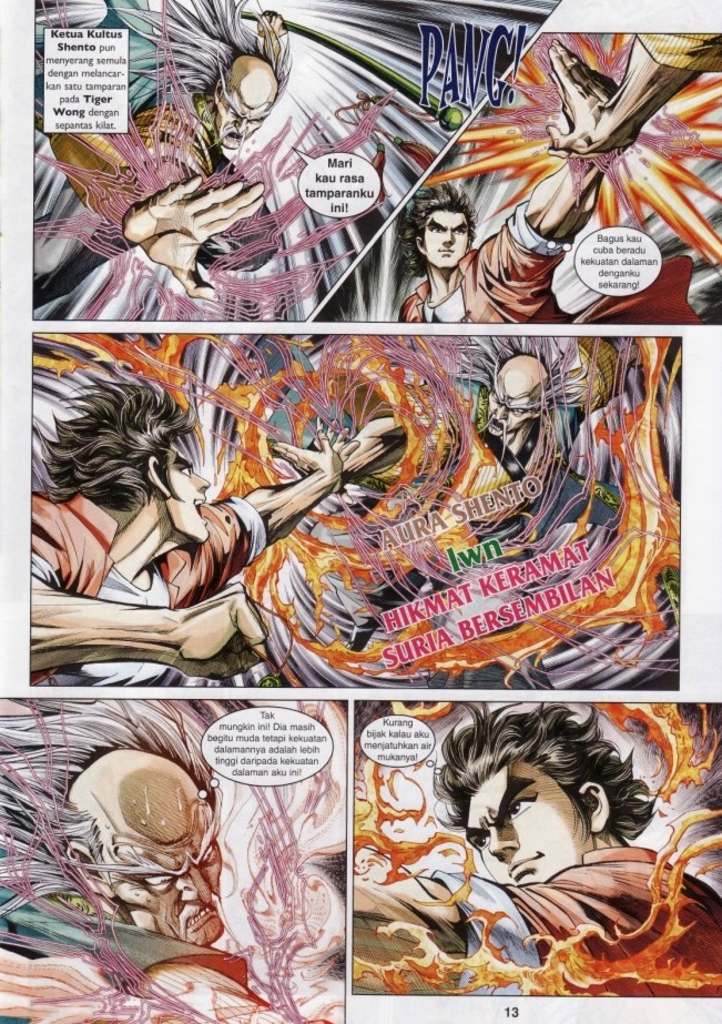 Ketua Kultus
Shento pun
menyerang semula
dengan melancar-
kan satu tamparan
pada Tiger
Wong dengan
sepantas kilat.
Mari
kau rasa
tamparanku
ini!
PANG!
Bagus kau
cuba beradu
kekuatan dalaman
denganku
sekarang!
AURA SHENTO
lwn
HIKMAT KERAMAT
SURIA BERSEMBILAN
Tak
mungkin ini! Dia masih
begitu muda tetapi kekuatan
dalamannya adalah lebih
tinggi daripada kekuatan
dalaman aku ini!
Kurang
bijak kalau aku
menjatuhkan air
mukanya!
13